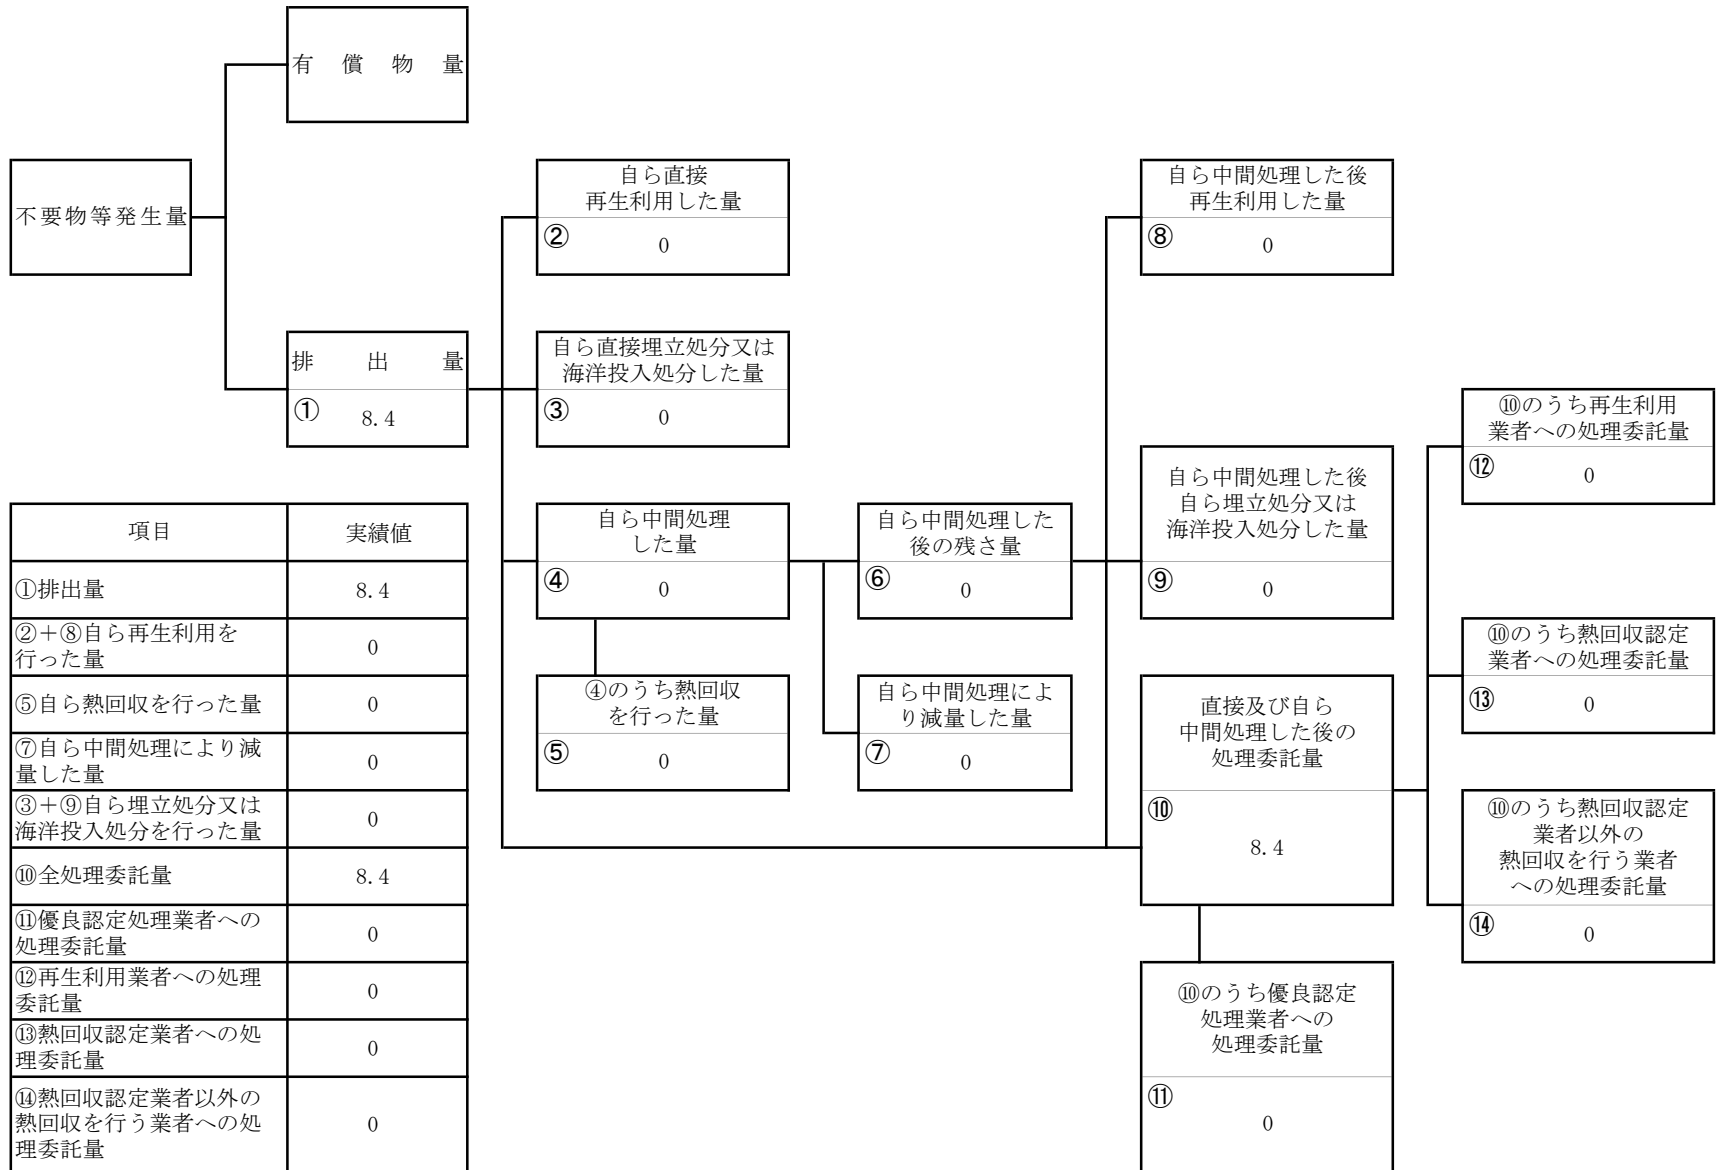 有償物量
不要物等発生量
排出量
①
8.4
自ら直接
再生利用した量
②
0
自ら直接埋立処分又は
海洋投入処分した量
③
0
自ら中間処理
した量
④
0
④のうち熱回収
を行った量
⑤
0
自ら中間処理した
後の残さ量
⑥
0
自ら中間処理によ
り減量した量
⑦
0
自ら中間処理した後
再生利用した量
⑧
0
自ら中間処理した後
自ら埋立処分又は
海洋投入処分した量
⑨
0
直接及び自ら
中間処理した後の
処理委託量
⑩
8.4
⑩のうち優良認定
処理業者への
処理委託量
⑪
0
⑩のうち再生利用
業者への処理委託量
⑫
0
⑩のうち熱回収認定
業者への処理委託量
⑬
0
⑩のうち熱回収認定
業者以外の
熱回収を行う業者
への処理委託量
⑭
0
項目 実績値
①排出量 8.4
②+⑧自ら再生利用を
行った量 0
⑤自ら熱回収を行った量 0
⑦自ら中間処理により減
量した量 0
③+⑨自ら埋立処分又は
海洋投入処分を行った量 0
⑩全処理委託量 8.4
⑪優良認定処理業者への
処理委託量 0
⑫再生利用業者への処理
委託量 0
⑬熱回収認定業者への処
理委託量 0
⑭熱回収認定業者以外の
熱回収を行う業者への処
理委託量 0